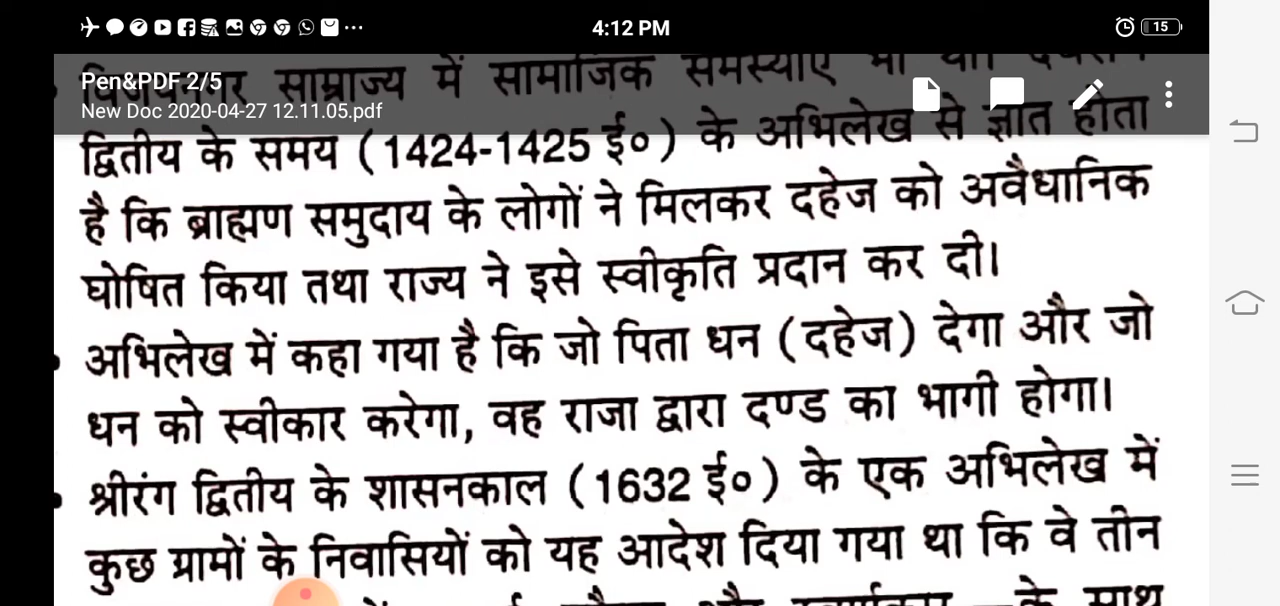 4:12 PM
15
Pen&PDF 2/5
New Doc 2020-04-27 12.11.05.pdf
साम्राज्य में सामाजिक समस्याएँ भी थीं।
द्वितीय के समय (1424-1425 ई०) के अभिलेख से ज्ञात होता
है कि ब्राह्मण समुदाय के लोगों ने मिलकर दहेज को अवैधानिक
घोषित किया तथा राज्य ने इसे स्वीकृति प्रदान कर दी।
अभिलेख में कहा गया है कि जो पिता धन (दहेज) देगा और जो
धन को स्वीकार करेगा, वह राजा द्वारा दण्ड का भागी होगा।
श्रीरंग द्वितीय के शासनकाल (1632 ई०) के एक अभिलेख में
कुछ ग्रामों के निवासियों को यह आदेश दिया गया था कि वे तीन
के साथ